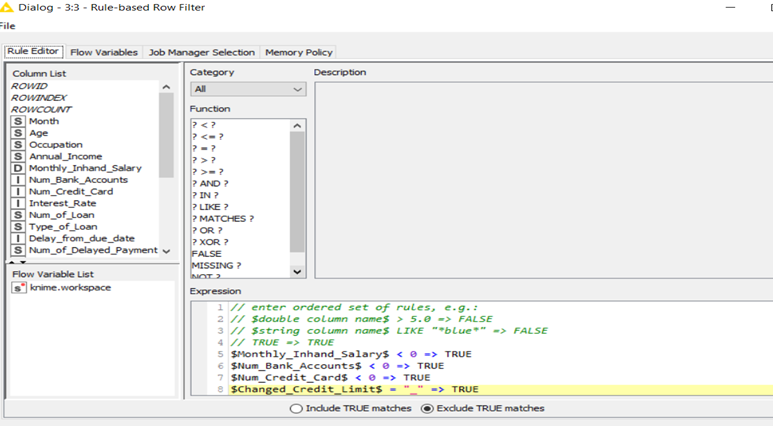 Dialog - 3:3 - Rule-based Row Filter
File
Rule Editor Flow Variables Job Manager Selection Memory Policy
Column List
ROWID
ROWINDEX
ROWCOUNT
S Month
S Age
S Occupation
S Annual_Income
D Monthly_Inhand_Salary
I Num_Bank_Accounts
I Num_Credit_Card
I Interest_Rate
S Num_of_Loan
S Type_of_Loan
I Delay_from_due_date
S Num_of_Delayed_Payment
Flow Variable List
s knime.workspace
Category
All
Function
? < ?
? <= ?
? = ?
? > ?
? >= ?
? AND ?
? IN ?
? LIKE ?
? MATCHES ?
? OR ?
? XOR ?
FALSE
MISSING ?
NOT ?
Description
Expression
1 // enter ordered set of rules, e.g.:
2 // $double column name$ > 5.0 => FALSE
3 // $string column name$ LIKE "*blue*" => FALSE
4 // TRUE => TRUE
5 $Monthly_Inhand_Salary$ < 0 => TRUE
6 $Num_Bank_Accounts$ < 0 => TRUE
7 $Num_Credit_Card$ < 0 => TRUE
8 $Changed_Credit_Limit$ = "_" => TRUE
Include TRUE matches Exclude TRUE matches